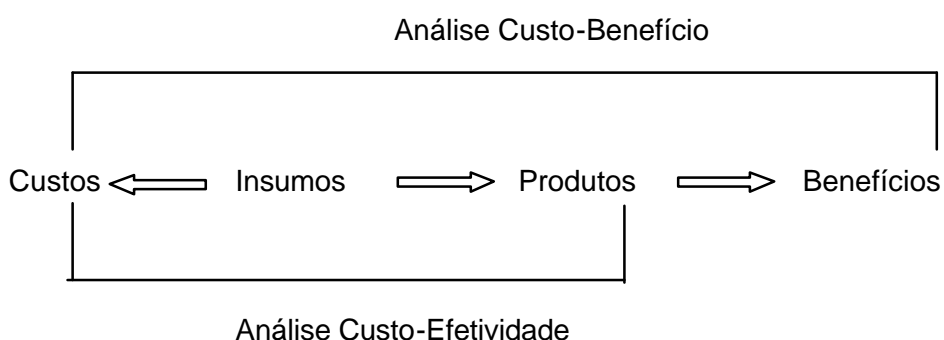 Análise Custo-Benefício
Custos Insumos Produtos Benefícios
Análise Custo-Efetividade